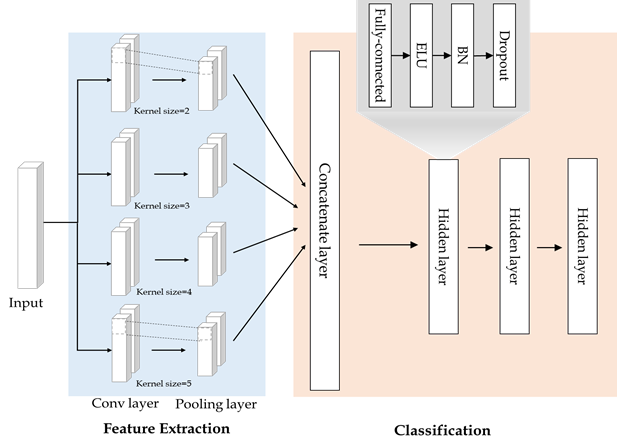 Fully-connected
ELU
BN
Dropout
Kernel size=2
Kernel size=3
Kernel size=4
Kernel size=5
Input
Concatenate layer
Hidden layer
Hidden layer
Hidden layer
Conv layer
Pooling layer
Feature Extraction
Classification